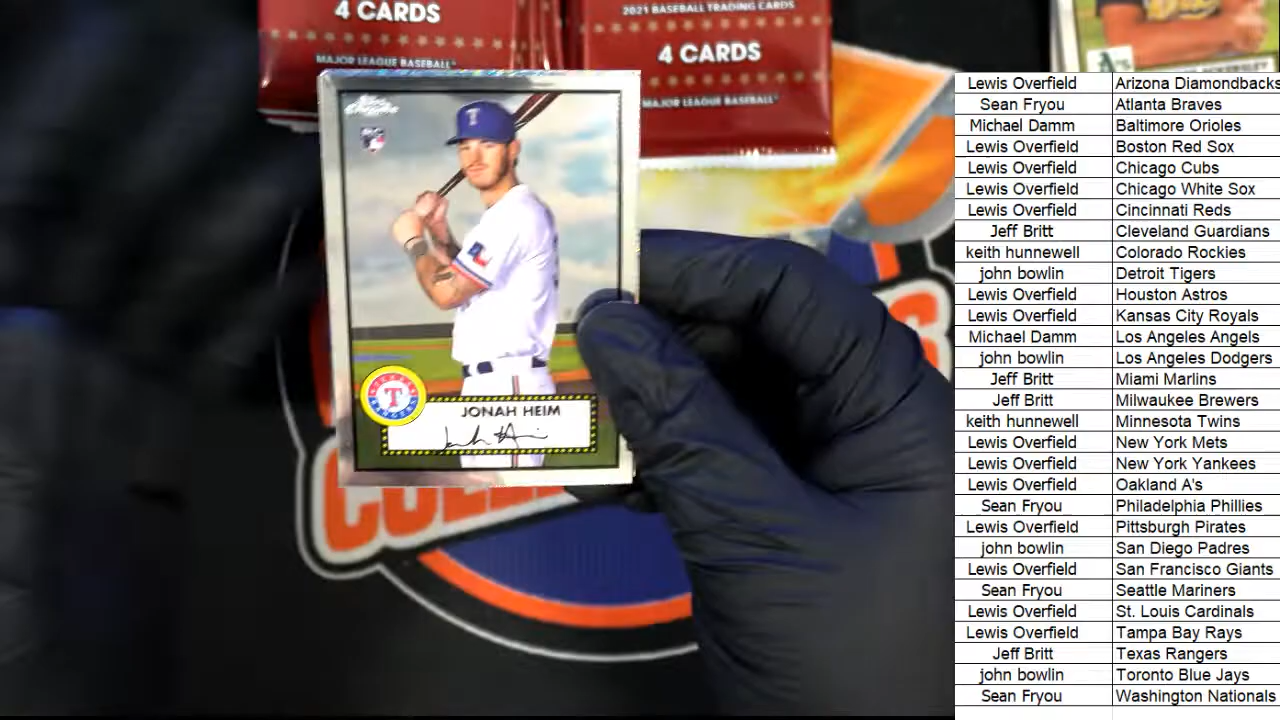 4 CARDS
MAJOR LEAGUE BASEBALL
2021 BASEBALL TRADING CARDS
4 CARDS
MAJOR LEAGUE BASEBALL
A's
Topps
Chrome
RC
T
RANGERS
JONAH HEIM
Lewis Overfield Arizona Diamondbacks
Sean Fryou Atlanta Braves
Michael Damm Baltimore Orioles
Lewis Overfield Boston Red Sox
Lewis Overfield Chicago Cubs
Lewis Overfield Chicago White Sox
Lewis Overfield Cincinnati Reds
Jeff Britt Cleveland Guardians
keith hunnewell Colorado Rockies
john bowlin Detroit Tigers
Lewis Overfield Houston Astros
Lewis Overfield Kansas City Royals
Michael Damm Los Angeles Angels
john bowlin Los Angeles Dodgers
Jeff Britt Miami Marlins
Jeff Britt Milwaukee Brewers
keith hunnewell Minnesota Twins
Lewis Overfield New York Mets
Lewis Overfield New York Yankees
Lewis Overfield Oakland A's
Sean Fryou Philadelphia Phillies
Lewis Overfield Pittsburgh Pirates
john bowlin San Diego Padres
Lewis Overfield San Francisco Giants
Sean Fryou Seattle Mariners
Lewis Overfield St. Louis Cardinals
Lewis Overfield Tampa Bay Rays
Jeff Britt Texas Rangers
john bowlin Toronto Blue Jays
Sean Fryou Washington Nationals